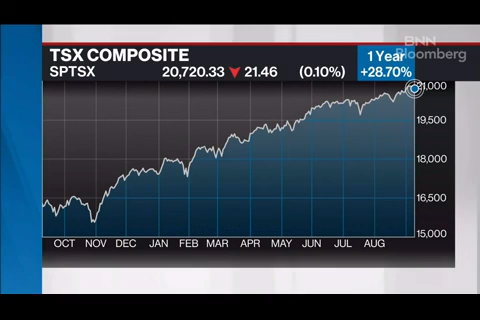 BNN
Bloomberg
TSX COMPOSITE
1 Year
SPTSX 20,720.33 21.46 (0.10%) +28.70%
21,000
19,500
18,000
16,500
15,000
OCT NOV DEC JAN FEB MAR APR MAY JUN JUL AUG